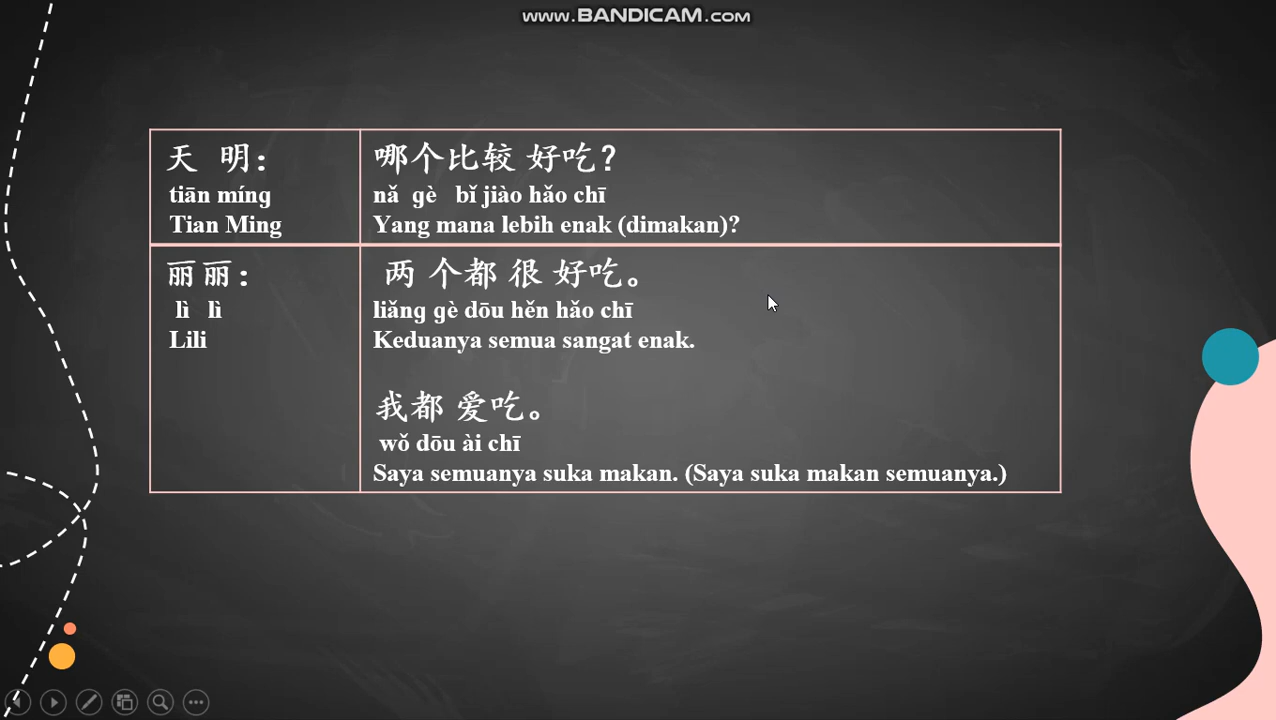 www.BANDICAM.com
天 明：
tiān míng
Tian Ming
哪个比较 好吃？
nǎ gè bǐ jiào hǎo chī
Yang mana lebih enak (dimakan)?
丽丽：
lì lì
Lili
两 个都 很 好吃。
liǎng gè dōu hěn hǎo chī
Keduanya semua sangat enak.
我都 爱吃。
wǒ dōu ài chī
Saya semuanya suka makan. (Saya suka makan semuanya.)